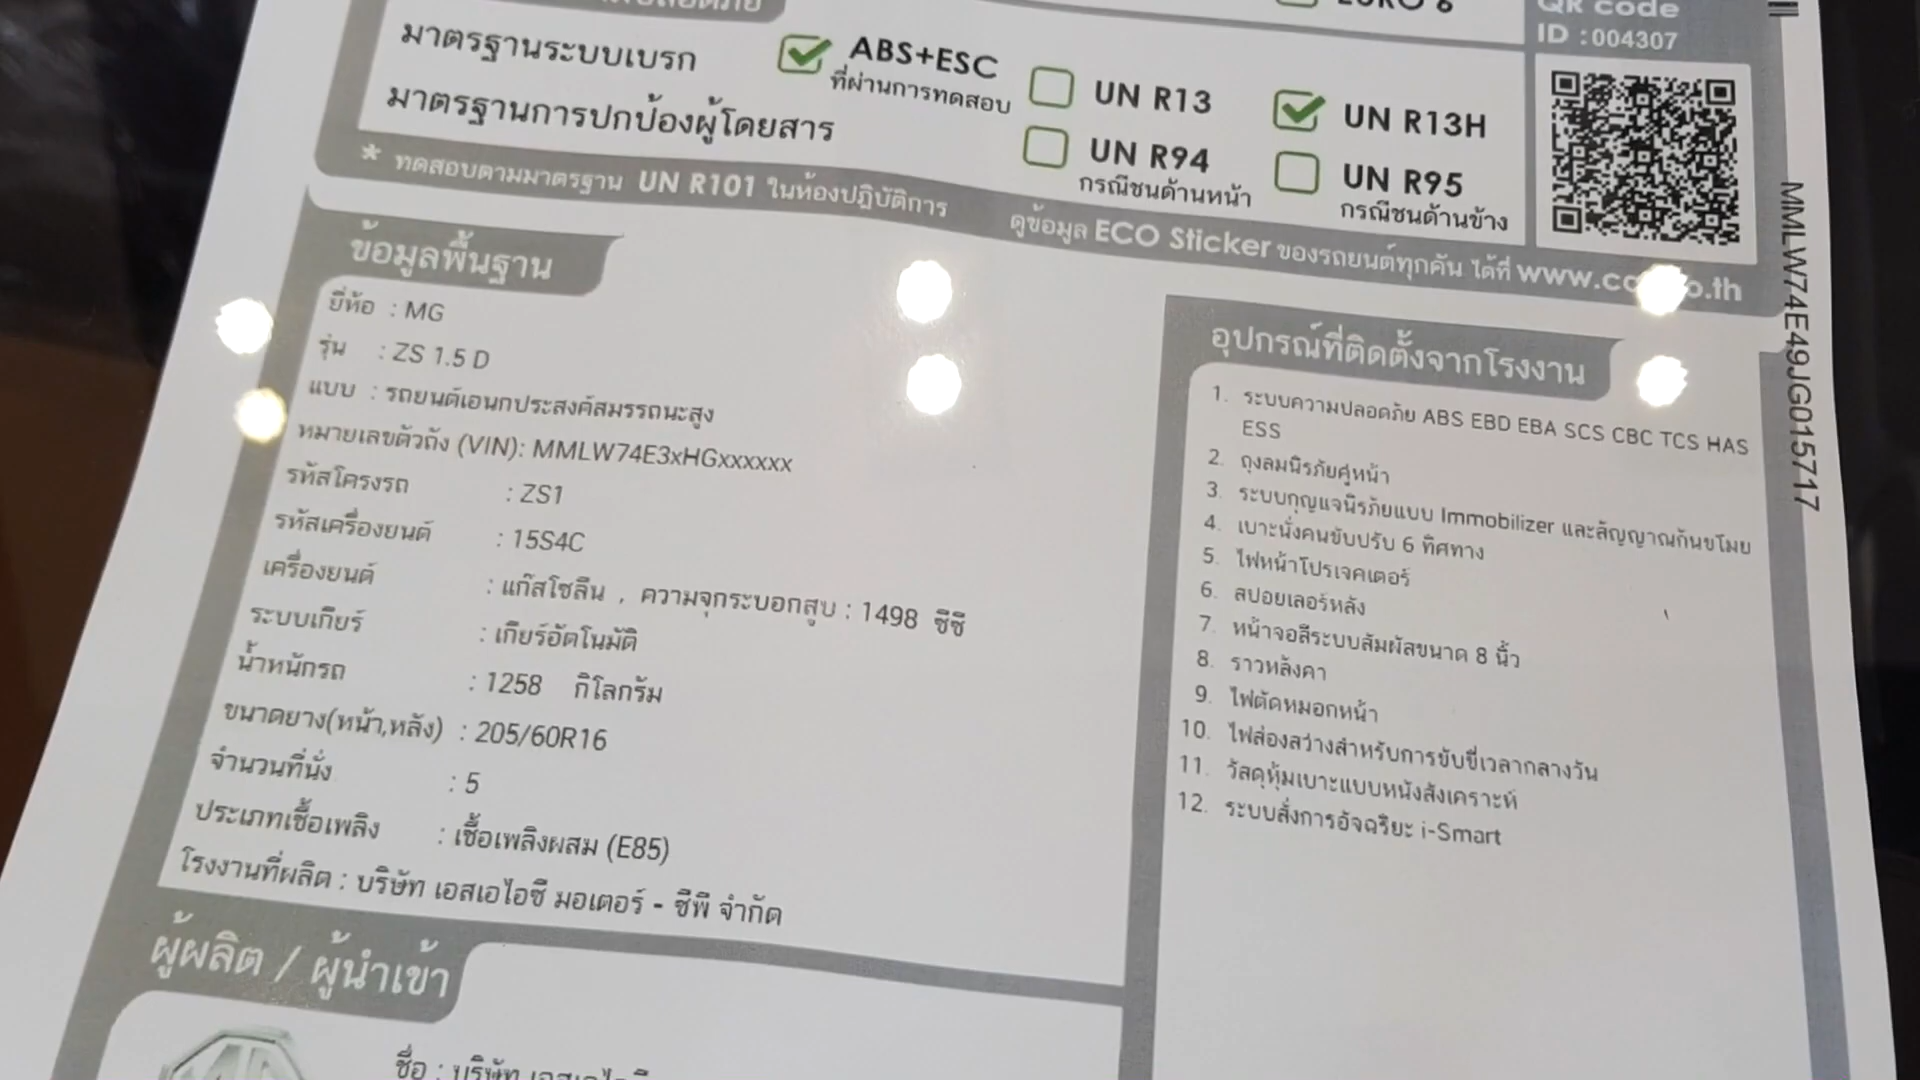 EURO 6
QR code
ID : 004307
มาตรฐานระบบเบรก
ABS+ESC
ที่ผ่านการทดสอบ
UN R13
UN R13H
มาตรฐานการปกป้องผู้โดยสาร
UN R94
กรณีชนด้านหน้า
UN R95
กรณีชนด้านข้าง
* ทดสอบตามมาตรฐาน UN R101 ในห้องปฏิบัติการ
ดูข้อมูล ECO Sticker ของรถยนต์ทุกคัน ได้ที่
MMLW74E49JG015717
ข้อมูลพื้นฐาน
ยี่ห้อ : MG
รุ่น : ZS 1.5 D
แบบ : รถยนต์เอนกประสงค์สมรรถนะสูง
หมายเลขตัวถัง (VIN): MMLW74E3xHGxxxxxx
รหัสโครงรถ : ZS1
รหัสเครื่องยนต์ : 15S4C
เครื่องยนต์ : แก๊สโซลีน , ความจุกระบอกสูบ : 1498 ซีซี
ระบบเกียร์ : เกียร์อัตโนมัติ
น้ำหนักรถ : 1258 กิโลกรัม
ขนาดยาง(หน้า,หลัง) : 205/60R16
จำนวนที่นั่ง : 5
ประเภทเชื้อเพลิง : เชื้อเพลิงผสม (E85)
โรงงานที่ผลิต : บริษัท เอสเอไอซี มอเตอร์ - ซีพี จำกัด
อุปกรณ์ที่ติดตั้งจากโรงงาน
1. ระบบความปลอดภัย ABS EBD EBA SCS CBC TCS HAS
ESS
2. ถุงลมนิรภัยคู่หน้า
3. ระบบกุญแจนิรภัยแบบ Immobilizer และสัญญาณกันขโมย
4. เบาะนั่งคนขับปรับ 6 ทิศทาง
5. ไฟหน้าโปรเจคเตอร์
6. สปอยเลอร์หลัง
7. หน้าจอสีระบบสัมผัสขนาด 8 นิ้ว
8. ราวหลังคา
9. ไฟตัดหมอกหน้า
10. ไฟส่องสว่างสำหรับการขับขี่เวลากลางวัน
11. วัสดุหุ้มเบาะแบบหนังสังเคราะห์
12. ระบบสั่งการอัจฉริยะ i-Smart
ผู้ผลิต / ผู้นำเข้า
ชื่อ : บริษัท